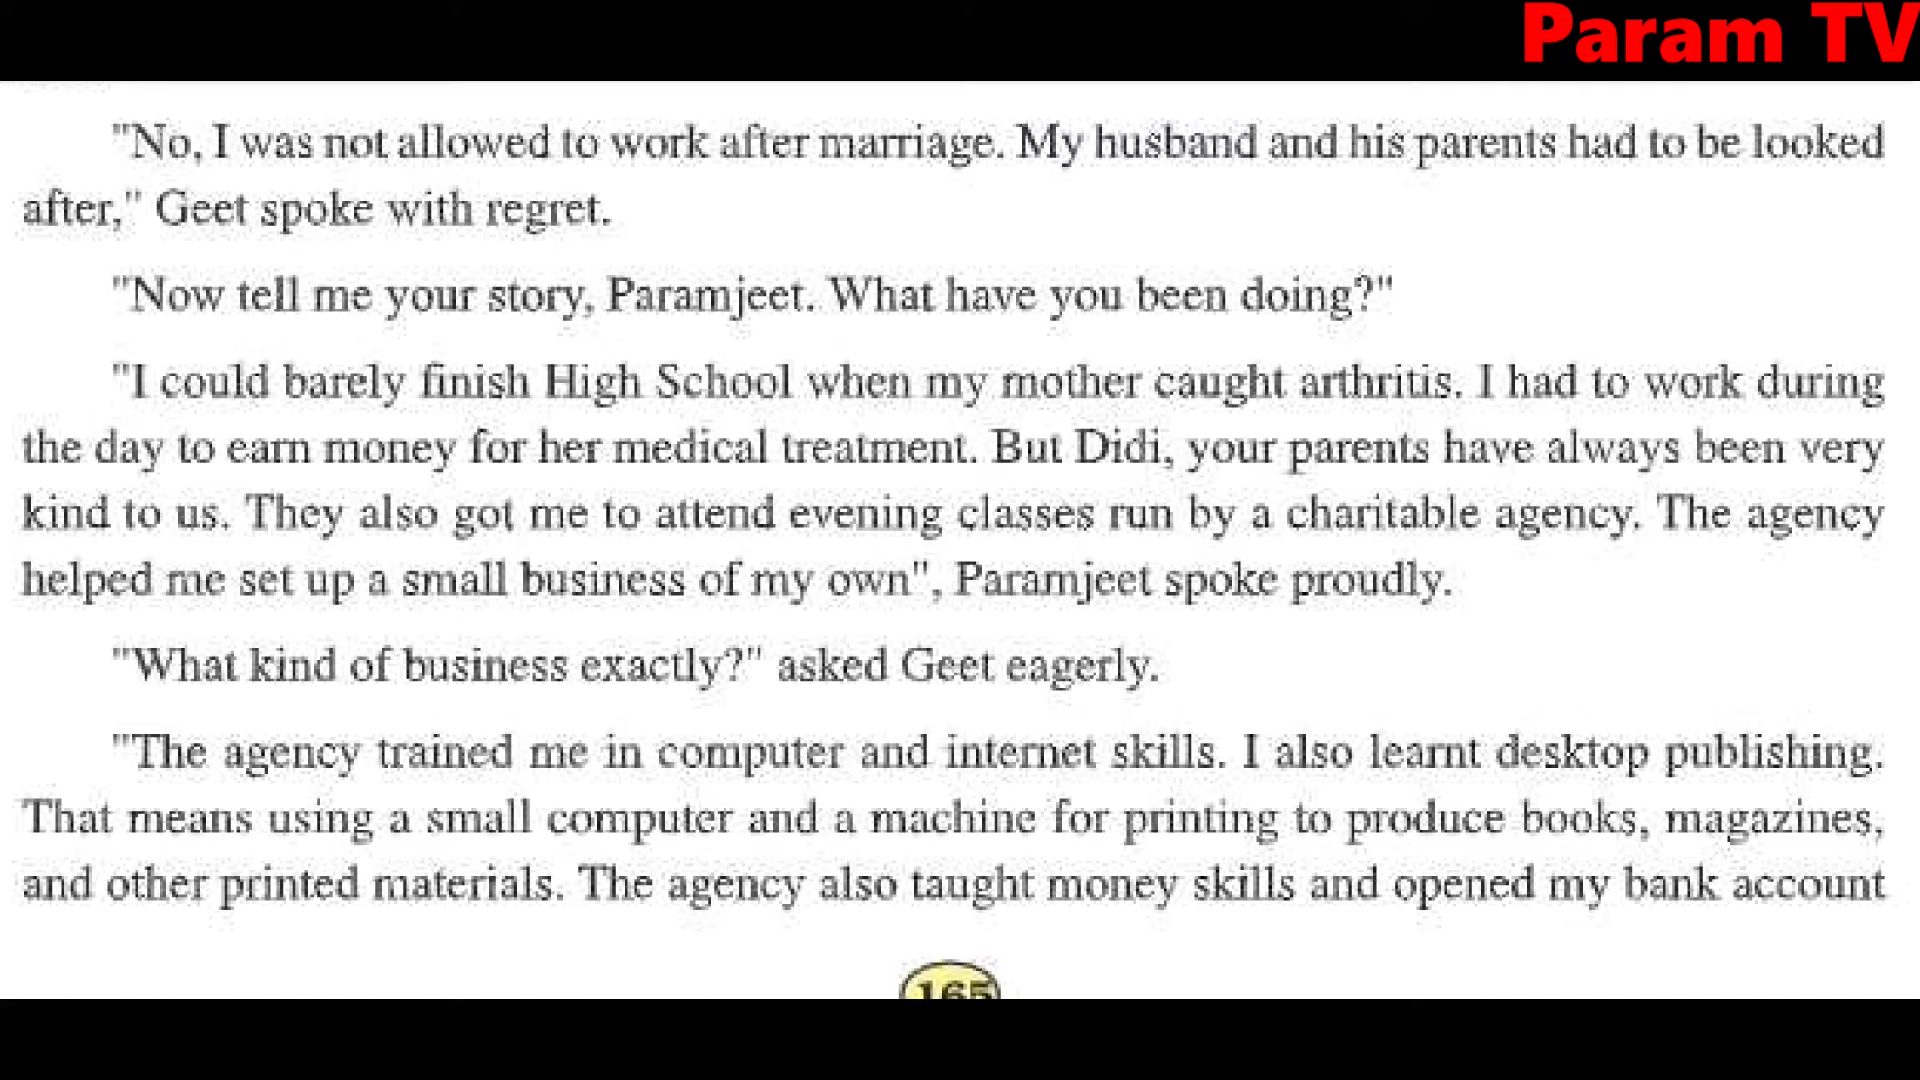 Param TV
"No, I was not allowed to work after marriage. My husband and his parents had to be looked
after," Geet spoke with regret.
"Now tell me your story, Paramjeet. What have you been doing?"
"I could barely finish High School when my mother caught arthritis. I had to work during
the day to earn money for her medical treatment. But Didi, your parents have always been very
kind to us. They also got me to attend evening classes run by a charitable agency. The agency
helped me set up a small business of my own", Paramjeet spoke proudly.
"What kind of business exactly?" asked Geet eagerly.
"The agency trained me in computer and internet skills. I also learnt desktop publishing.
That means using a small computer and a machine for printing to produce books, magazines,
and other printed materials. The agency also taught money skills and opened my bank account
165